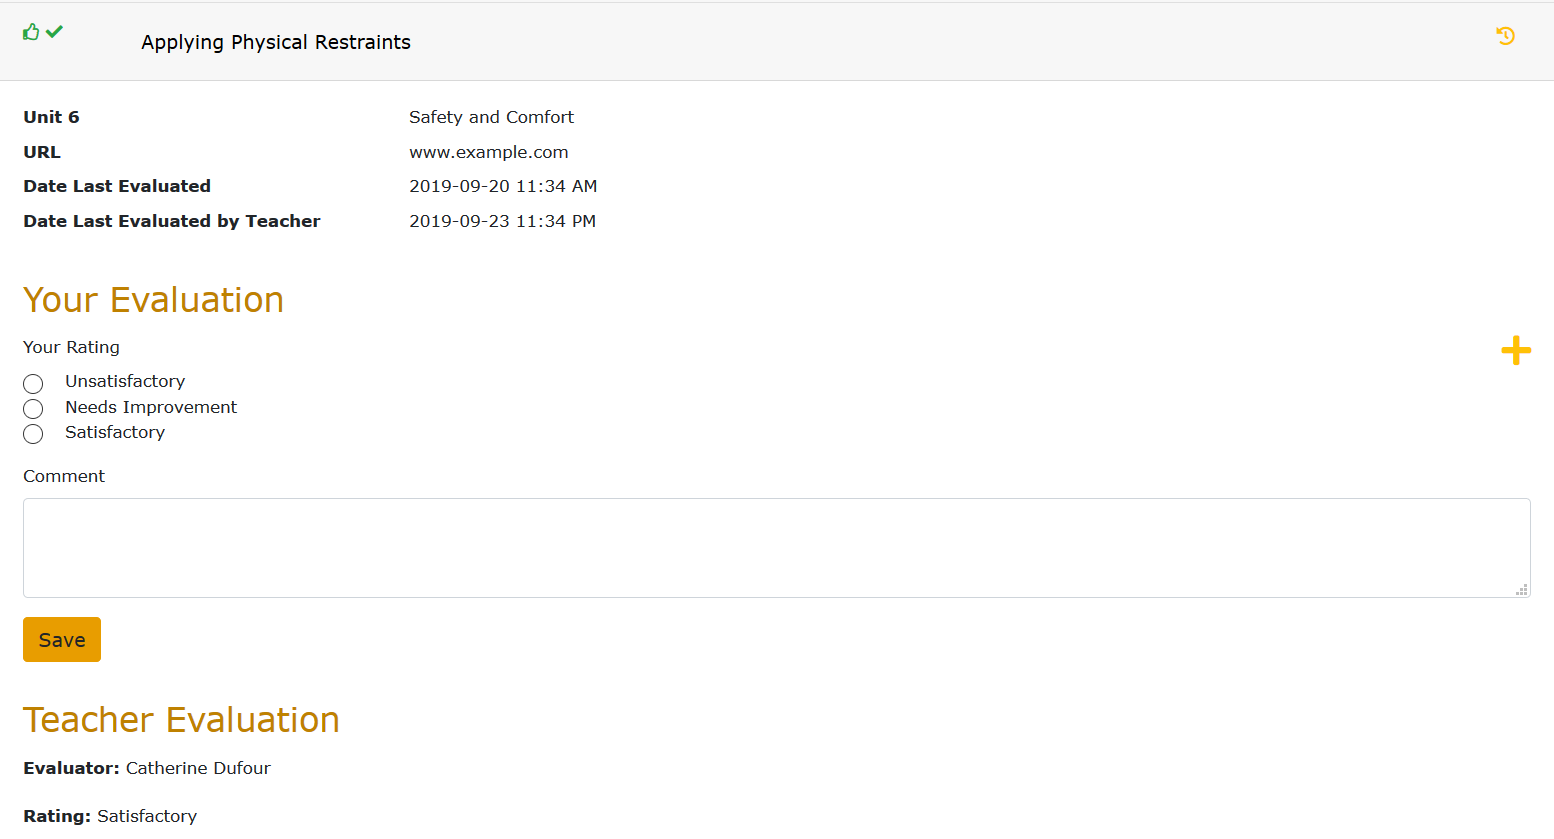 Applying Physical Restraints
Unit 6 Safety and Comfort
URL www.example.com
Date Last Evaluated 2019-09-20 11:34 AM
Date Last Evaluated by Teacher 2019-09-23 11:34 PM
Your Evaluation
Your Rating
Unsatisfactory
Needs Improvement
Satisfactory
Comment
Save
Teacher Evaluation
Evaluator: Catherine Dufour
Rating: Satisfactory